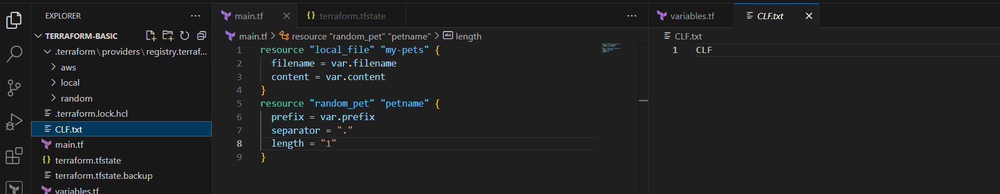 EXPLORER
TERRAFORM-BASIC
.terraform\providers\registry.terraf...
aws
local
random
.terraform.lock.hcl
CLF.txt
main.tf
terraform.tfstate
terraform.tfstate.backup
variables.tf
main.tf
terraform.tfstate
main.tf > resource "random_pet" "petname" > length
1 resource "local_file" "my-pets" {
2 filename = var.filename
3 content = var.content
4 }
5 resource "random_pet" "petname" {
6 prefix = var.prefix
7 separator = "."
8 length = "1"
9 }
variables.tf
CLF.txt
CLF.txt
1 CLF